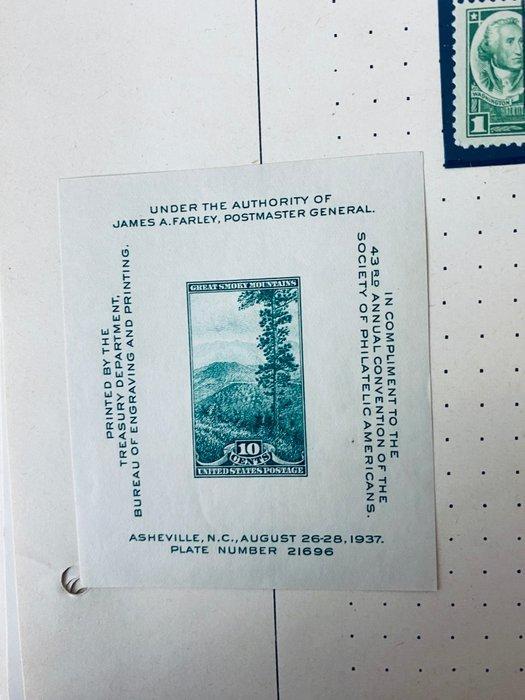 UNDER THE AUTHORITY OF
JAMES A. FARLEY, POSTMASTER GENERAL.
PRINTED BY THE
TREASURY DEPARTMENT,
BUREAU OF ENGRAVING AND PRINTING.
GREAT SMOKY MOUNTAINS
10
CENTS
UNITED STATES POSTAGE
IN COMPLIMENT TO THE
43RD ANNUAL CONVENTION OF THE
SOCIETY OF PHILATELIC AMERICANS.
ASHEVILLE, N.C., AUGUST 26-28, 1937.
PLATE NUMBER 21696
WASHINGTON
1